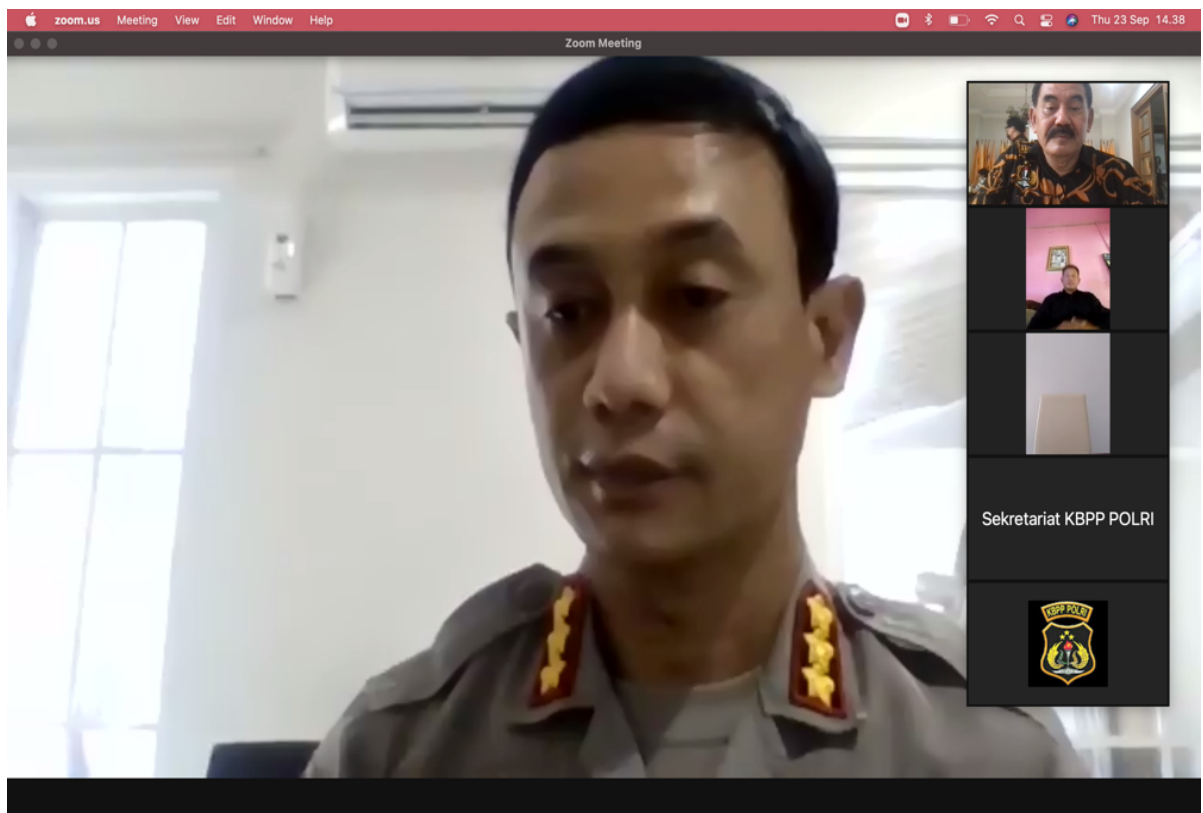 zoom.us Meeting View Edit Window Help Thu 23 Sep 14.38
Zoom Meeting
Sekretariat KBPP POLRI
KBPP POLRI